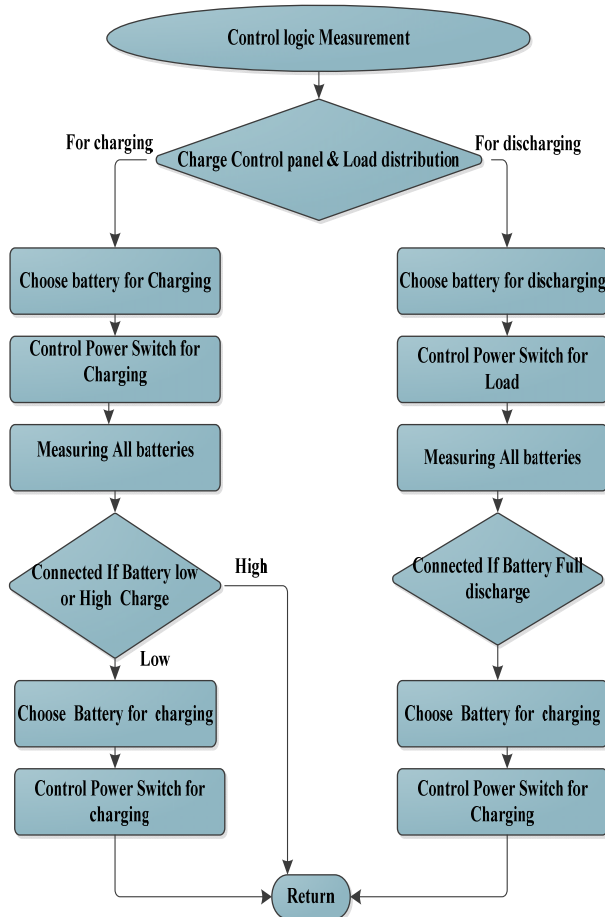 Control logic Measurement
For charging
Charge Control panel & Load distribution
For discharging
Choose battery for Charging
Control Power Switch for
Charging
Measuring All batteries
Connected If Battery low
or High Charge
High
Low
Choose Battery for charging
Control Power Switch for
charging
Choose battery for discharging
Control Power Switch for
Load
Measuring All batteries
Connected If Battery Full
discharge
Choose Battery for charging
Control Power Switch for
Charging
Return